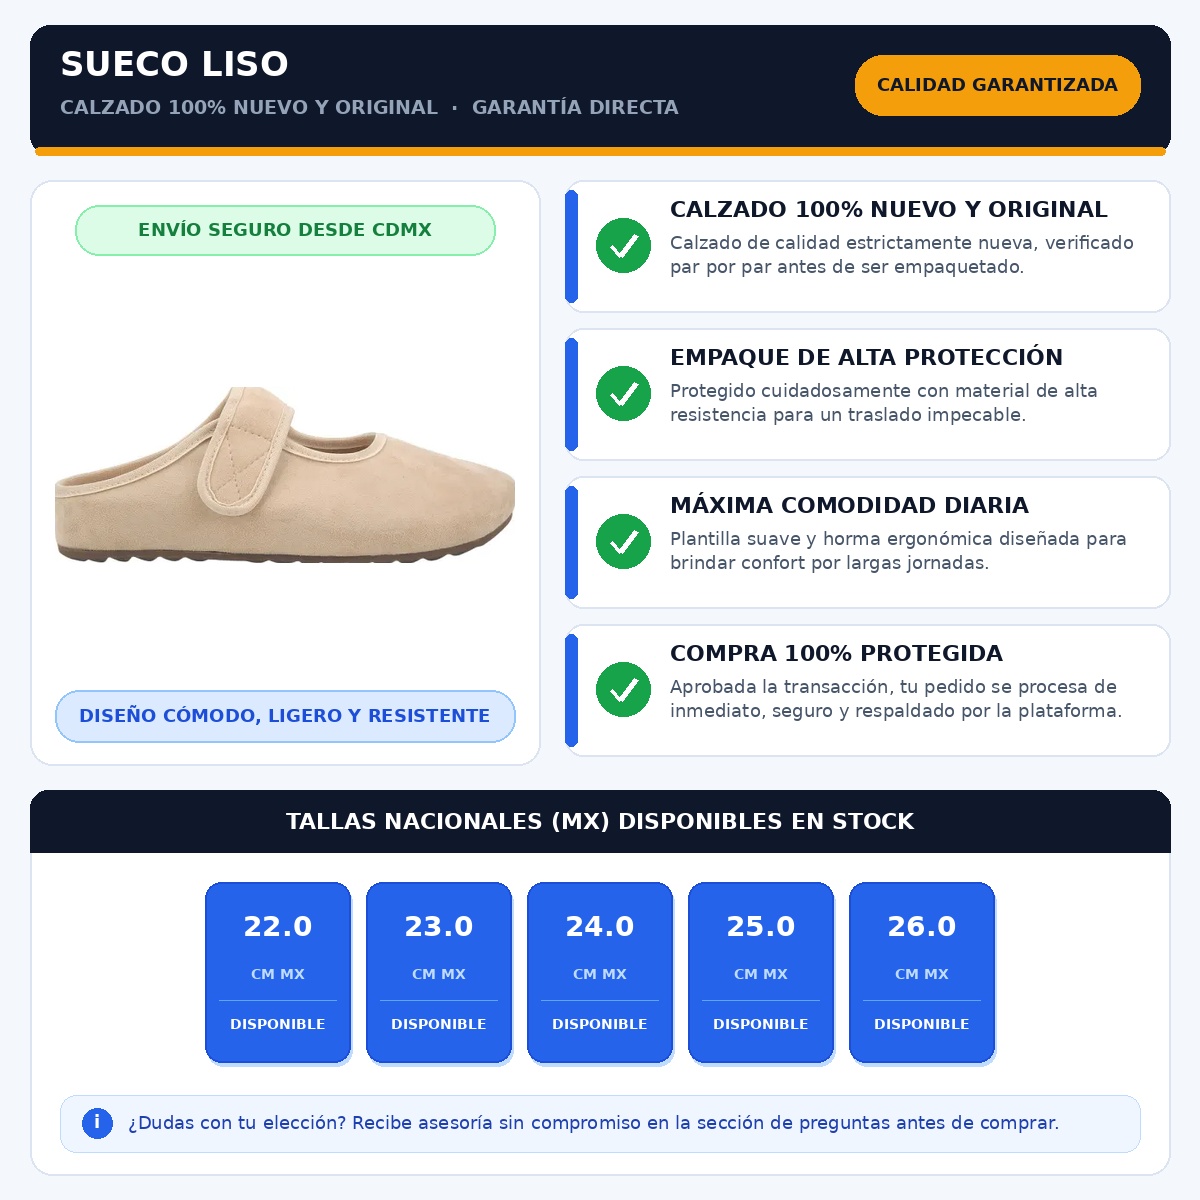 SUECO LISO
CALZADO 100% NUEVO Y ORIGINAL · GARANTÍA DIRECTA
CALIDAD GARANTIZADA
ENVÍO SEGURO DESDE CDMX
DISEÑO CÓMODO, LIGERO Y RESISTENTE
CALZADO 100% NUEVO Y ORIGINAL
Calzado de calidad estrictamente nueva, verificado
par por par antes de ser empaquetado.
EMPAQUE DE ALTA PROTECCIÓN
Protegido cuidadosamente con material de alta
resistencia para un traslado impecable.
MÁXIMA COMODIDAD DIARIA
Plantilla suave y horma ergonómica diseñada para
brindar confort por largas jornadas.
COMPRA 100% PROTEGIDA
Aprobada la transacción, tu pedido se procesa de
inmediato, seguro y respaldado por la plataforma.
TALLAS NACIONALES (MX) DISPONIBLES EN STOCK
22.0
CM MX
DISPONIBLE
23.0
CM MX
DISPONIBLE
24.0
CM MX
DISPONIBLE
25.0
CM MX
DISPONIBLE
26.0
CM MX
DISPONIBLE
i ¿Dudas con tu elección? Recibe asesoría sin compromiso en la sección de preguntas antes de comprar.